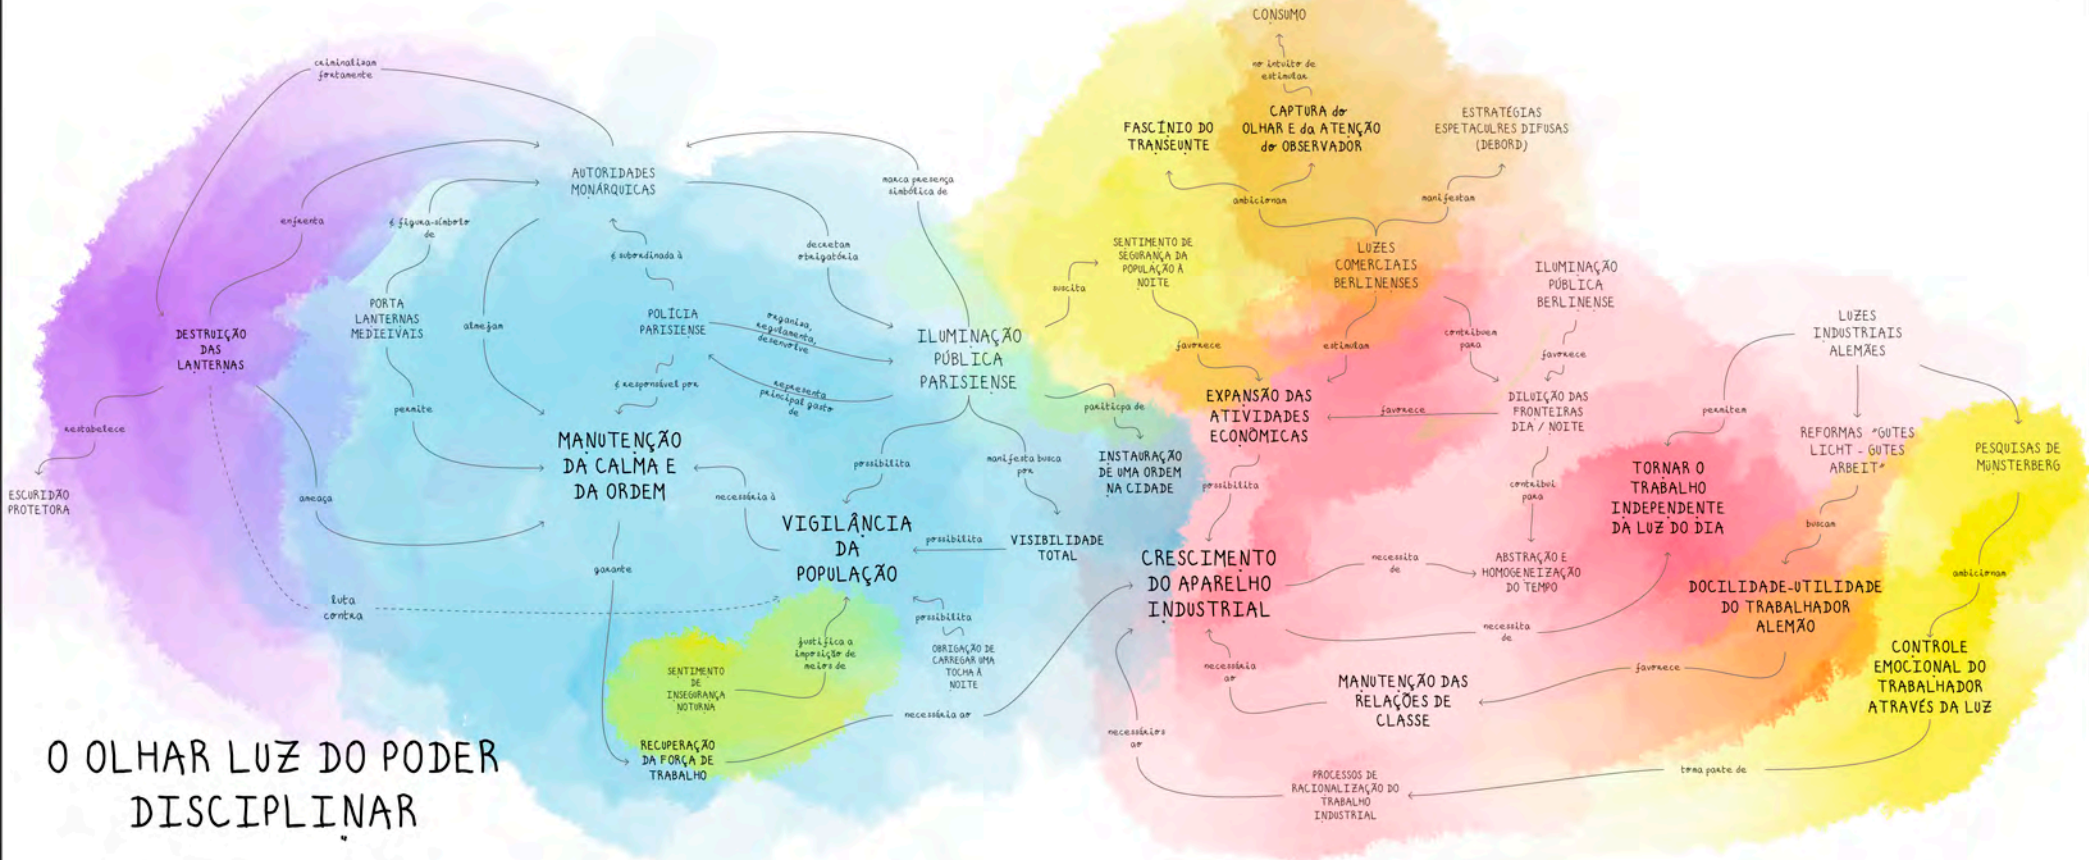 CONSUMO
no intuito de
estimular
CAPTURA do
OLHAR E da ATENÇÃO
do OBSERVADOR
FASCÍNIO DO
TRANSEUNTE
ESTRATÉGIAS
ESPETACULRES DIFUSAS
(DEBORD)
ambicionam
manifestam
LUZES
COMERCIAIS
BERLINENSES
criminalizam
fortamente
AUTORIDADES
MONÁRQUICAS
enfrenta
é figura-símbolo
de
marca presença
simbólica de
decretam
obrigatória
é subordinada à
PORTA
LANTERNAS
MEDIEIVAIS
almejam
POLÍCIA
PARISIENSE
organisa,
regulamenta,
desenvolve
representa
principal gasto
de
é responsável por
permite
DESTRUIÇÃO
DAS
LANTERNAS
restabelece
ESCURIDÃO
PROTETORA
ameaça
luta
contra
MANUTENÇÃO
DA CALMA E
DA ORDEM
garante
necessária à
ILUMINAÇÃO
PÚBLICA
PARISIENSE
possibilita
manifesta busca
por
VIGILÂNCIA
DA
POPULAÇÃO
possibilita
VISIBILIDADE
TOTAL
possibilita
OBRIGAÇÃO DE
CARREGAR UMA
TOCHA À
NOITE
justifica a
imposição de
meios de
SENTIMENTO
DE
INSEGURANÇA
NOTURNA
RECUPERAÇÃO
DA FORÇA DE
TRABALHO
necessária ao
suscita
SENTIMENTO DE
SEGURANÇA DA
POPULAÇÃO À
NOITE
favorece
estimulam
contribuem
para
pariticpa de
INSTAURAÇÃO
DE UMA ORDEM
NA CIDADE
EXPANSÃO DAS
ATIVIDADES
ECONÔMICAS
possibilita
favorece
ILUMINAÇÃO
PÚBLICA
BERLINENSE
favorece
DILUIÇÃO DAS
FRONTEIRAS
DIA / NOITE
contribui
para
ABSTRAÇÃO E
HOMOGENEIZAÇÃO
DO TEMPO
CRESCIMENTO
DO APARELHO
INDUSTRIAL
necessita
de
necessita
de
necessária
ao
MANUTENÇÃO DAS
RELAÇÕES DE
CLASSE
necessários
ao
PROCESSOS DE
RACIONALIZAÇÃO DO
TRABALHO
INDUSTRIAL
LUZES
INDUSTRIAIS
ALEMÃES
permitem
TORNAR O
TRABALHO
INDEPENDENTE
DA LUZ DO DIA
REFORMAS "GUTES
LICHT - GUTES
ARBEIT"
buscam
DOCILIDADE-UTILIDADE
DO TRABALHADOR
ALEMÃO
favorece
PESQUISAS DE
MÜNSTERBERG
ambicionam
CONTROLE
EMOCIONAL DO
TRABALHADOR
ATRAVÉS DA LUZ
toma parte de
O OLHAR LUZ DO PODER
DISCIPLINAR